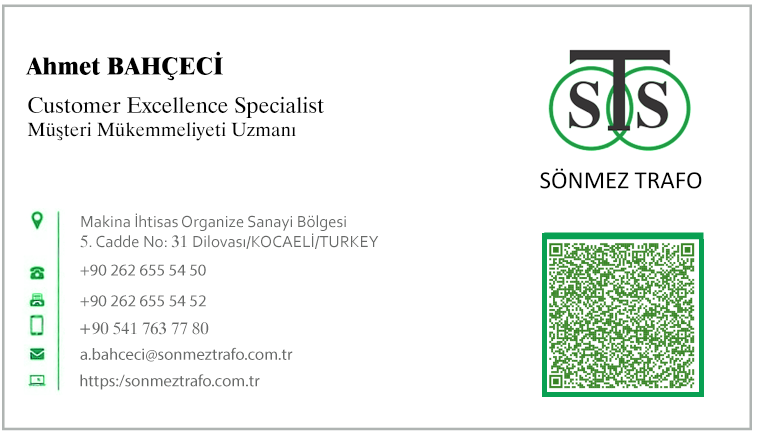 Ahmet BAHÇECİ
Customer Excellence Specialist
Müşteri Mükemmeliyeti Uzmanı
STS
SÖNMEZ TRAFO
Makina İhtisas Organize Sanayi Bölgesi
5. Cadde No: 31 Dilovası/KOCAELİ/TURKEY
+90 262 655 54 50
+90 262 655 54 52
+90 541 763 77 80
a.bahceci@sonmeztrafo.com.tr
https:/sonmeztrafo.com.tr